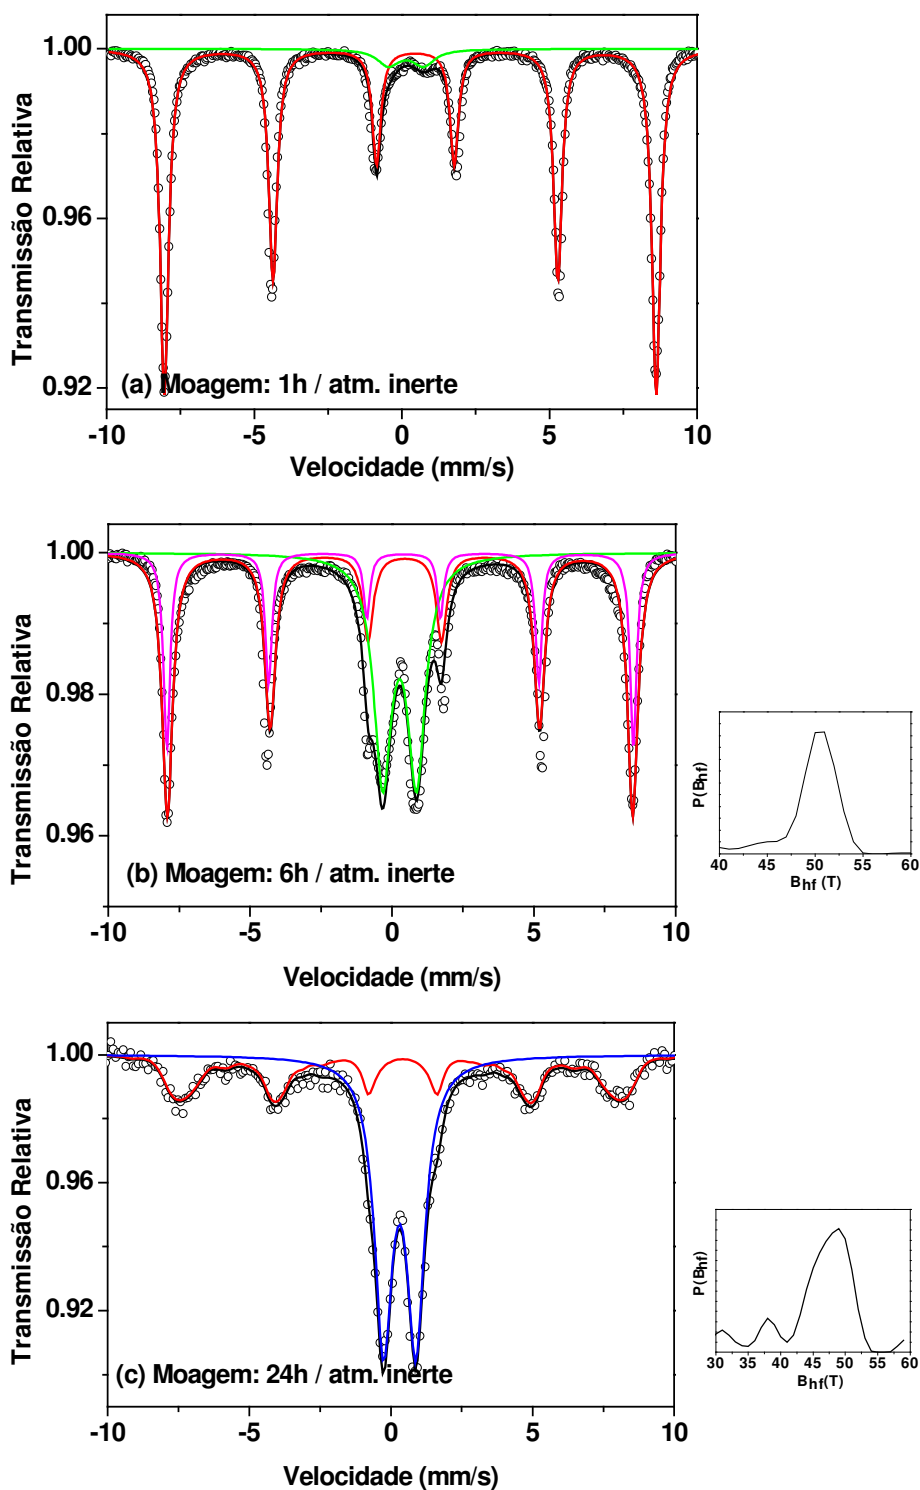 1.00
0.96
0.92
Transmissão Relativa
(a) Moagem: 1h / atm. inerte
-10 -5 0 5 10
Velocidade (mm/s)
1.00
0.98
0.96
Transmissão Relativa
(b) Moagem: 6h / atm. inerte
-10 -5 0 5 10
Velocidade (mm/s)
P(Bhf)
40 45 50 55 60
Bhf (T)
1.00
0.96
0.92
Transmissão Relativa
(c) Moagem: 24h / atm. inerte
-10 -5 0 5 10
Velocidade (mm/s)
P(Bhf)
30 35 40 45 50 55 60
Bhf(T)